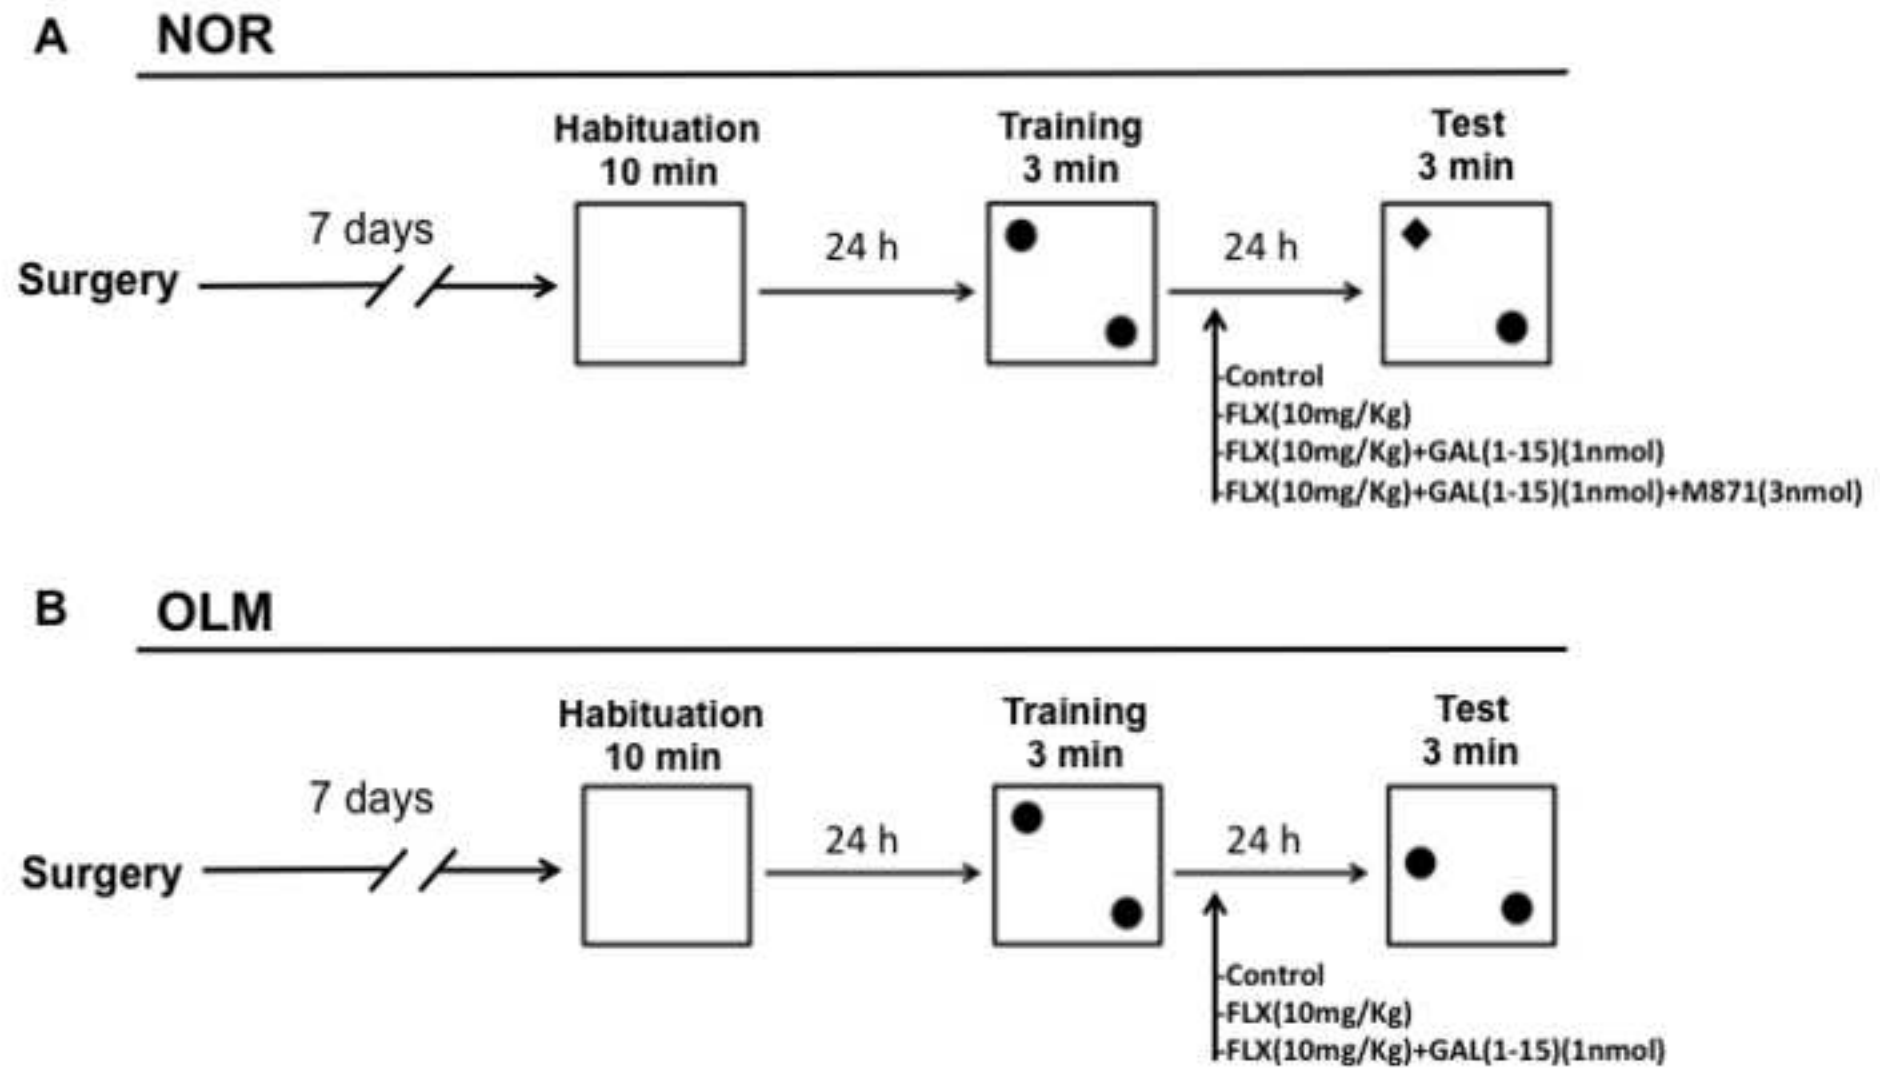 A NOR
Habituation
10 min
Training
3 min
Test
3 min
Surgery
7 days
24 h
24 h
-Control
-FLX(10mg/Kg)
-FLX(10mg/Kg)+GAL(1-15)(1nmol)
-FLX(10mg/Kg)+GAL(1-15)(1nmol)+M871(3nmol)
B OLM
Habituation
10 min
Training
3 min
Test
3 min
Surgery
7 days
24 h
24 h
-Control
-FLX(10mg/Kg)
-FLX(10mg/Kg)+GAL(1-15)(1nmol)